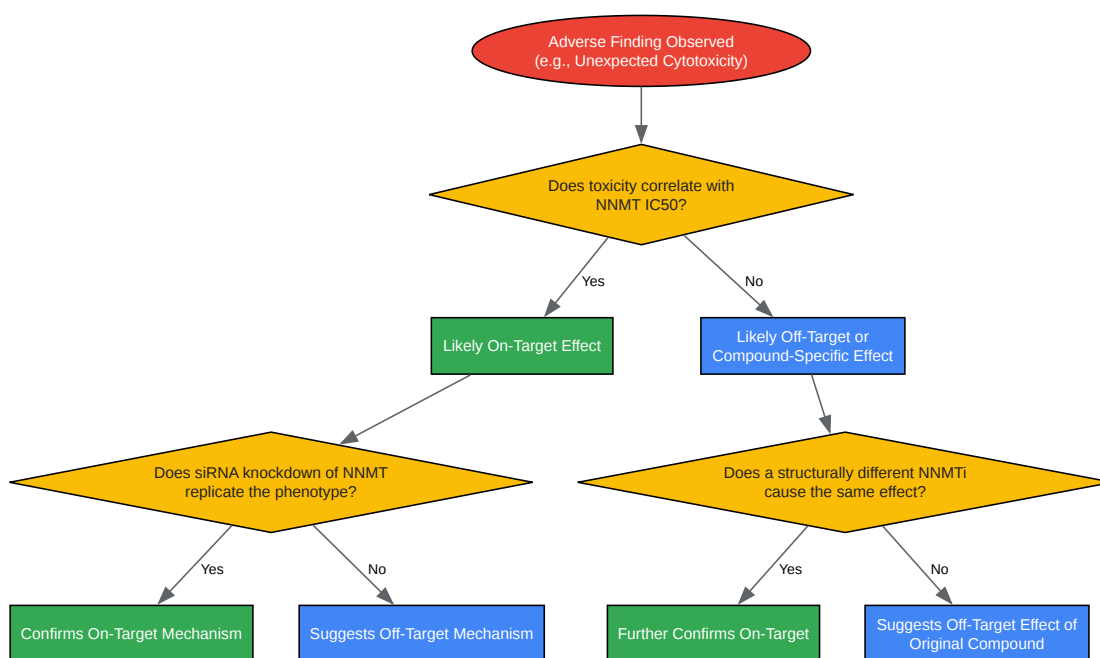 Adverse Finding Observed
(e.g., Unexpected Cytotoxicity)
Does toxicity correlate with
NNMT IC50?
Yes
No
Likely On-Target Effect
Likely Off-Target or
Compound-Specific Effect
Does siRNA knockdown of NNMT
replicate the phenotype?
Does a structurally different NNMTi
cause the same effect?
Yes
No
Yes
No
Confirms On-Target Mechanism
Suggests Off-Target Mechanism
Further Confirms On-Target
Suggests Off-Target Effect of
Original Compound